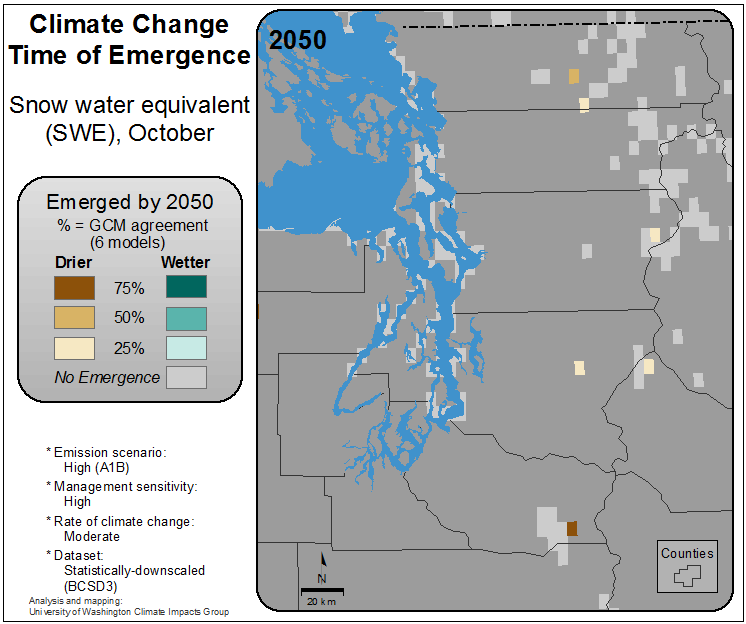 Climate Change
Time of Emergence
Snow water equivalent
(SWE), October
Emerged by 2050
% = GCM agreement
(6 models)
Drier Wetter
75%
50%
25%
No Emergence
* Emission scenario:
High (A1B)
* Management sensitivity:
High
* Rate of climate change:
Moderate
* Dataset:
Statistically-downscaled
(BCSD3)
Analysis and mapping:
University of Washington Climate Impacts Group
2050
N
20 km
Counties